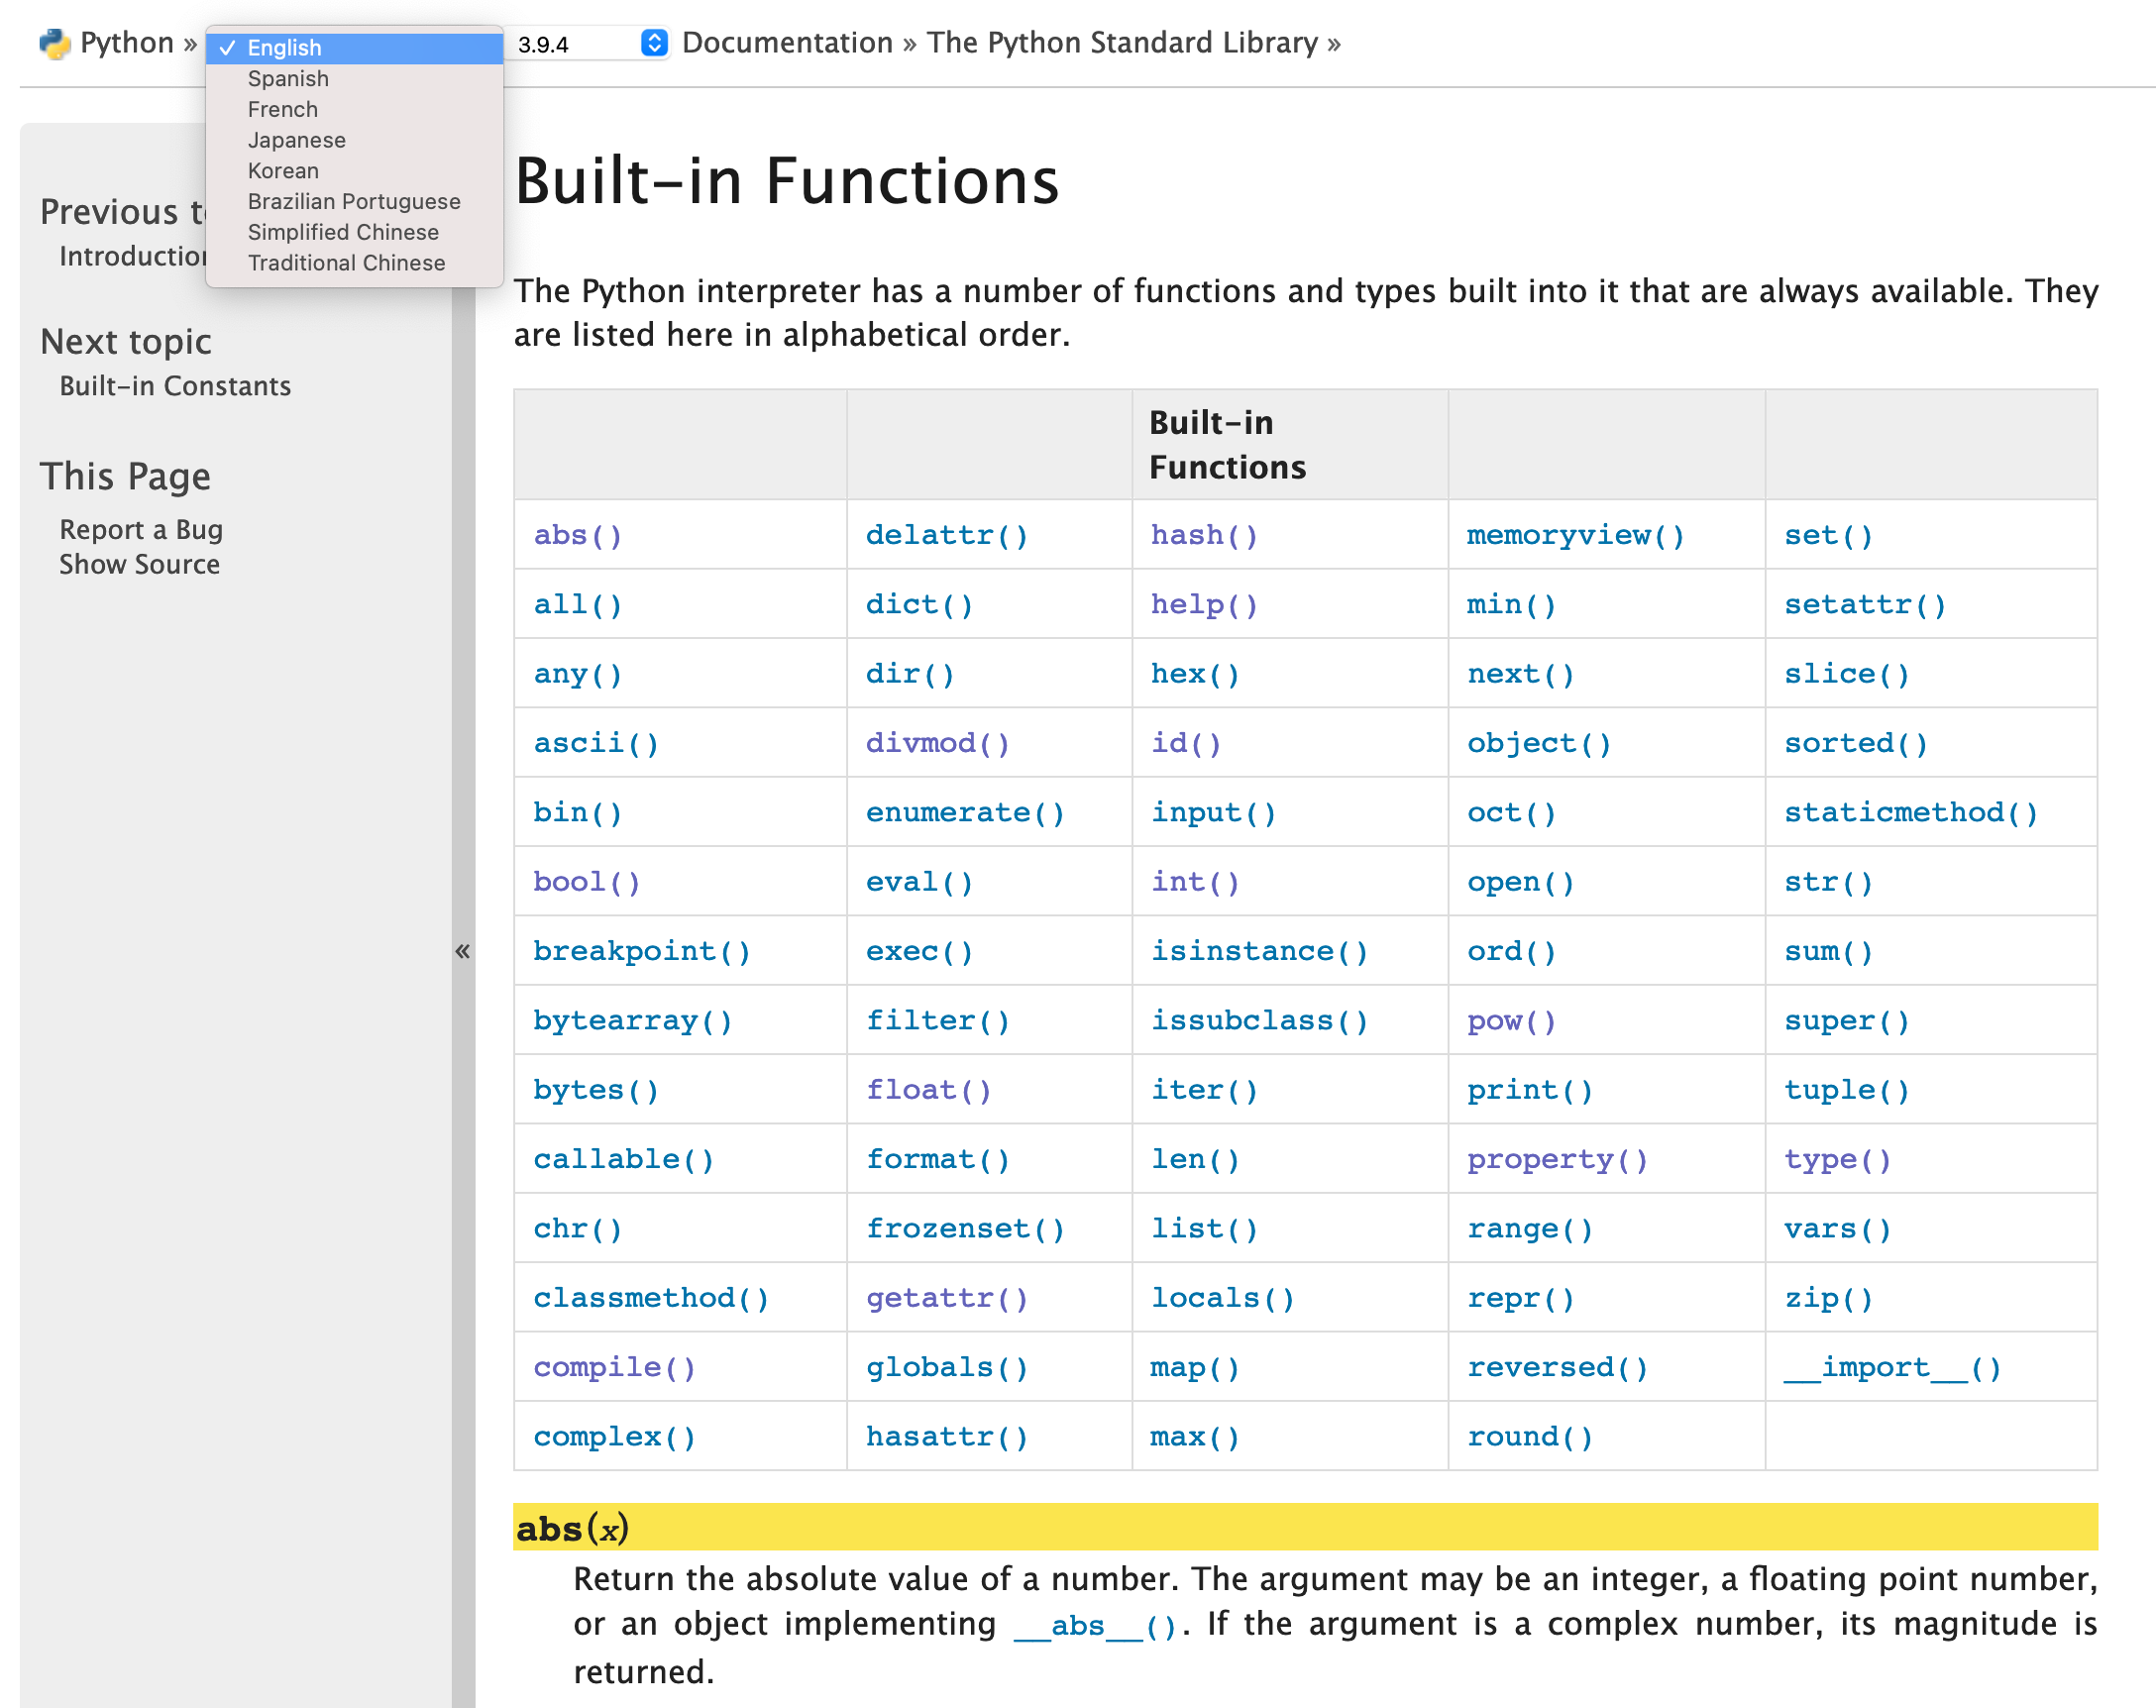 Python » ✓ English 3.9.4 Documentation » The Python Standard Library »
Spanish
French
Japanese
Korean
Brazilian Portuguese
Simplified Chinese
Traditional Chinese
Previous
Introduction
Next topic
Built-in Constants
This Page
Report a Bug
Show Source
«
Built-in Functions
The Python interpreter has a number of functions and types built into it that are always available. They
are listed here in alphabetical order.
Built-in
Functions
abs() delattr() hash() memoryview() set()
all() dict() help() min() setattr()
any() dir() hex() next() slice()
ascii() divmod() id() object() sorted()
bin() enumerate() input() oct() staticmethod()
bool() eval() int() open() str()
breakpoint() exec() isinstance() ord() sum()
bytearray() filter() issubclass() pow() super()
bytes() float() iter() print() tuple()
callable() format() len() property() type()
chr() frozenset() list() range() vars()
classmethod() getattr() locals() repr() zip()
compile() globals() map() reversed() __import__()
complex() hasattr() max() round()
abs(x)
Return the absolute value of a number. The argument may be an integer, a floating point number,
or an object implementing __abs__(). If the argument is a complex number, its magnitude is
returned.